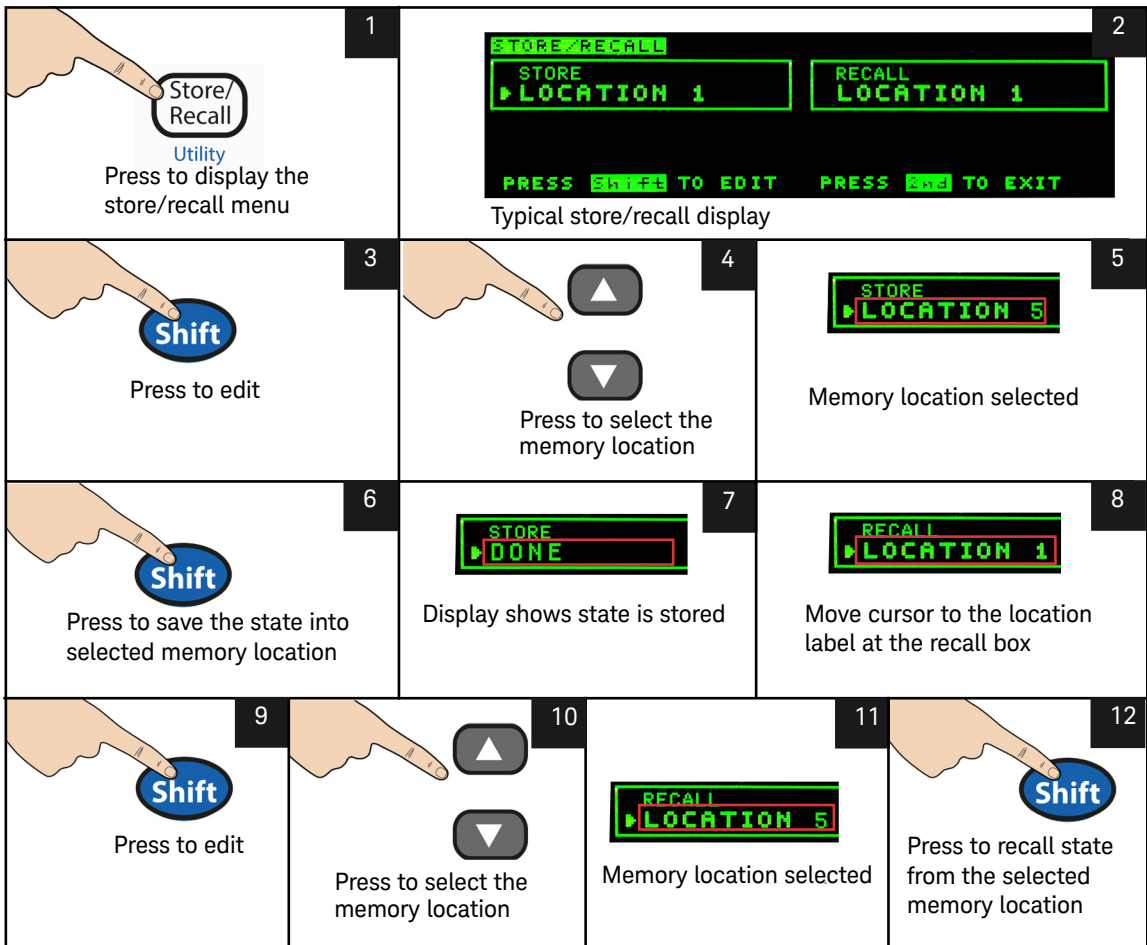 1
Store/
Recall
Utility
Press to display the
store/recall menu
2
STORE/RECALL
STORE
LOCATION 1
RECALL
LOCATION 1
PRESS Shift TO EDIT
PRESS 2nd TO EXIT
Typical store/recall display
3
Shift
Press to edit
4
Press to select the
memory location
5
STORE
LOCATION 5
Memory location selected
6
Shift
Press to save the state into
selected memory location
7
STORE
DONE
Display shows state is stored
8
RECALL
LOCATION 1
Move cursor to the location
label at the recall box
9
Shift
Press to edit
10
Press to select the
memory location
11
RECALL
LOCATION 5
Memory location selected
12
Shift
Press to recall state
from the selected
memory location